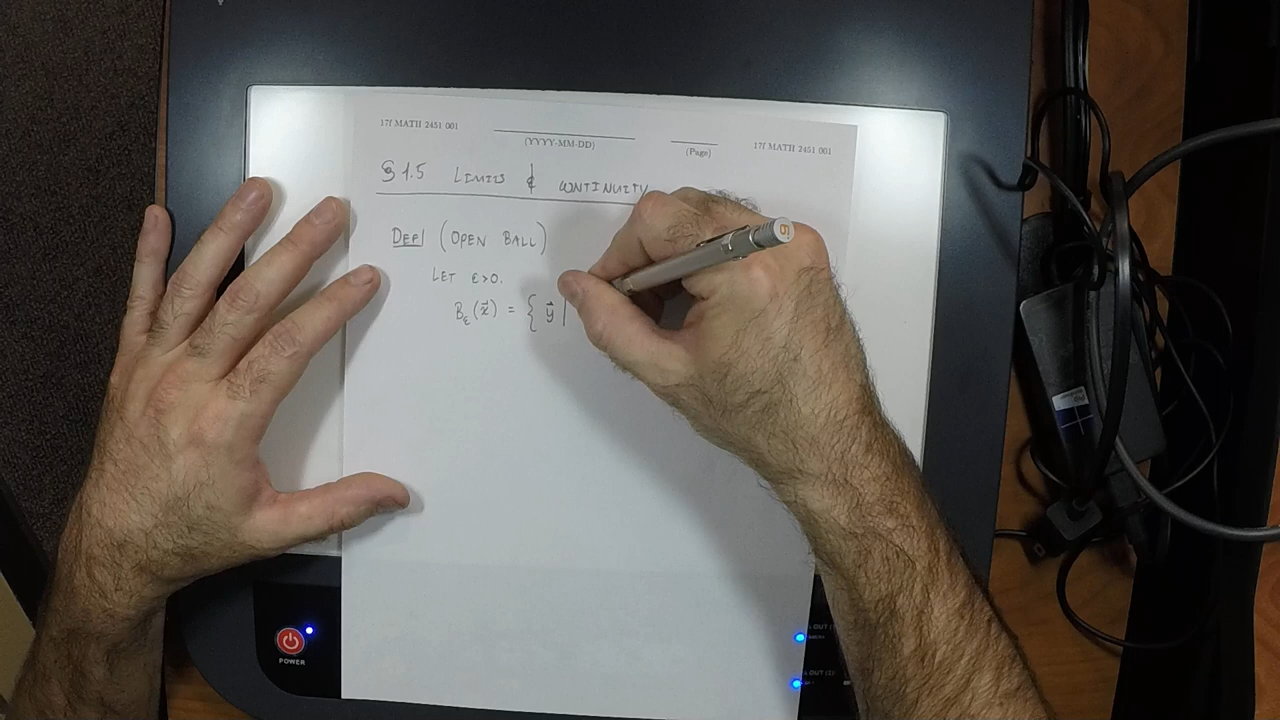 17f MATH 2451 001 (YYYY-MM-DD) (Page) 17f MATH 2451 001
§ 1.5 LIMITS & CONTINUITY
DEF (OPEN BALL)
LET ε>0.
B_ε(x⃗) = { y⃗ |
POWER